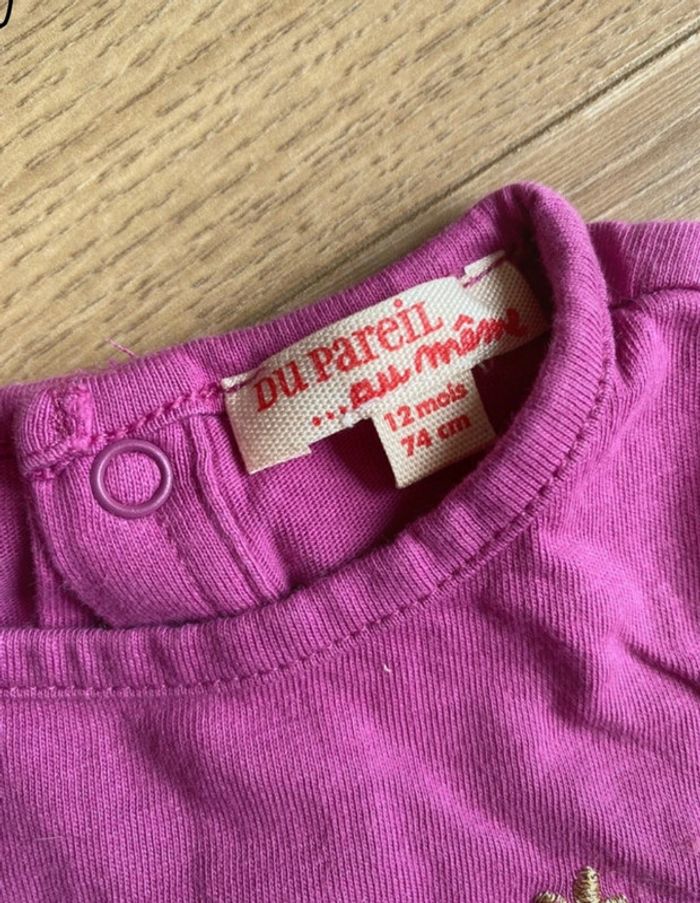 DU PAREIL
...au même
12 mois
74 cm